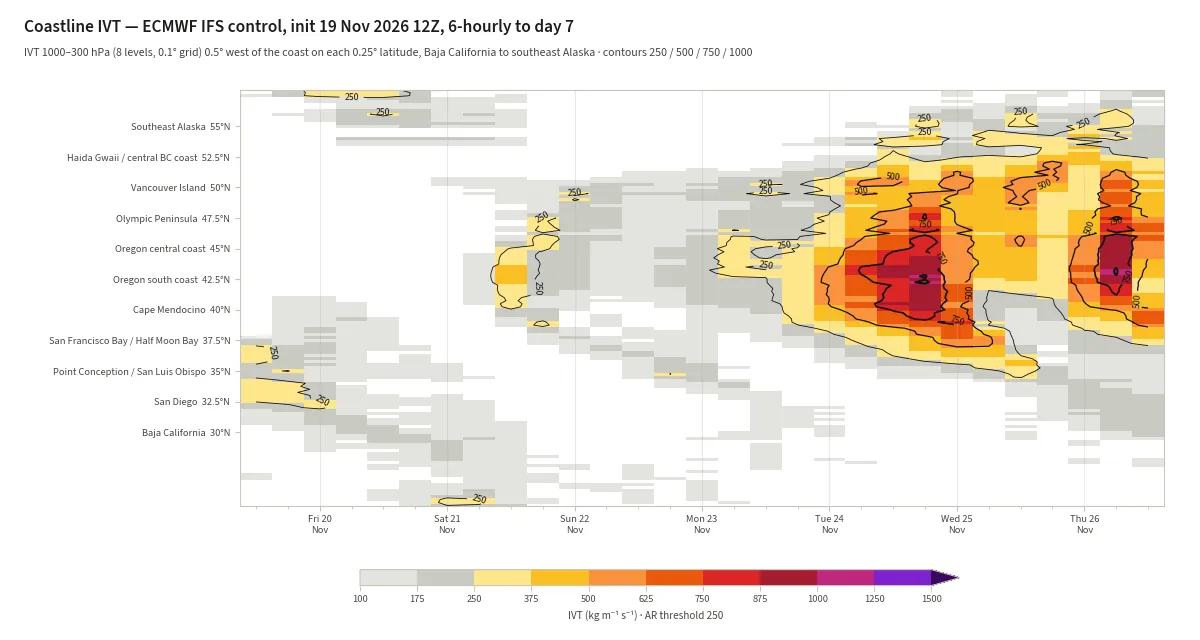 Coastline IVT — ECMWF IFS control, init 19 Nov 2026 12Z, 6-hourly to day 7
IVT 1000–300 hPa (8 levels, 0.1° grid) 0.5° west of the coast on each 0.25° latitude, Baja California to southeast Alaska · contours 250 / 500 / 750 / 1000
Southeast Alaska 55°N
Haida Gwaii / central BC coast 52.5°N
Vancouver Island 50°N
Olympic Peninsula 47.5°N
Oregon central coast 45°N
Oregon south coast 42.5°N
Cape Mendocino 40°N
San Francisco Bay / Half Moon Bay 37.5°N
Point Conception / San Luis Obispo 35°N
San Diego 32.5°N
Baja California 30°N
250
250
250
250
250
250
250
250
500
500
500
250
250
250
250
750
500
750
750
750
250
250
500
500
750
250
250
250
250
Fri 20 Nov
Sat 21 Nov
Sun 22 Nov
Mon 23 Nov
Tue 24 Nov
Wed 25 Nov
Thu 26 Nov
100 175 250 375 500 625 750 875 1000 1250 1500
IVT (kg m⁻¹ s⁻¹) · AR threshold 250